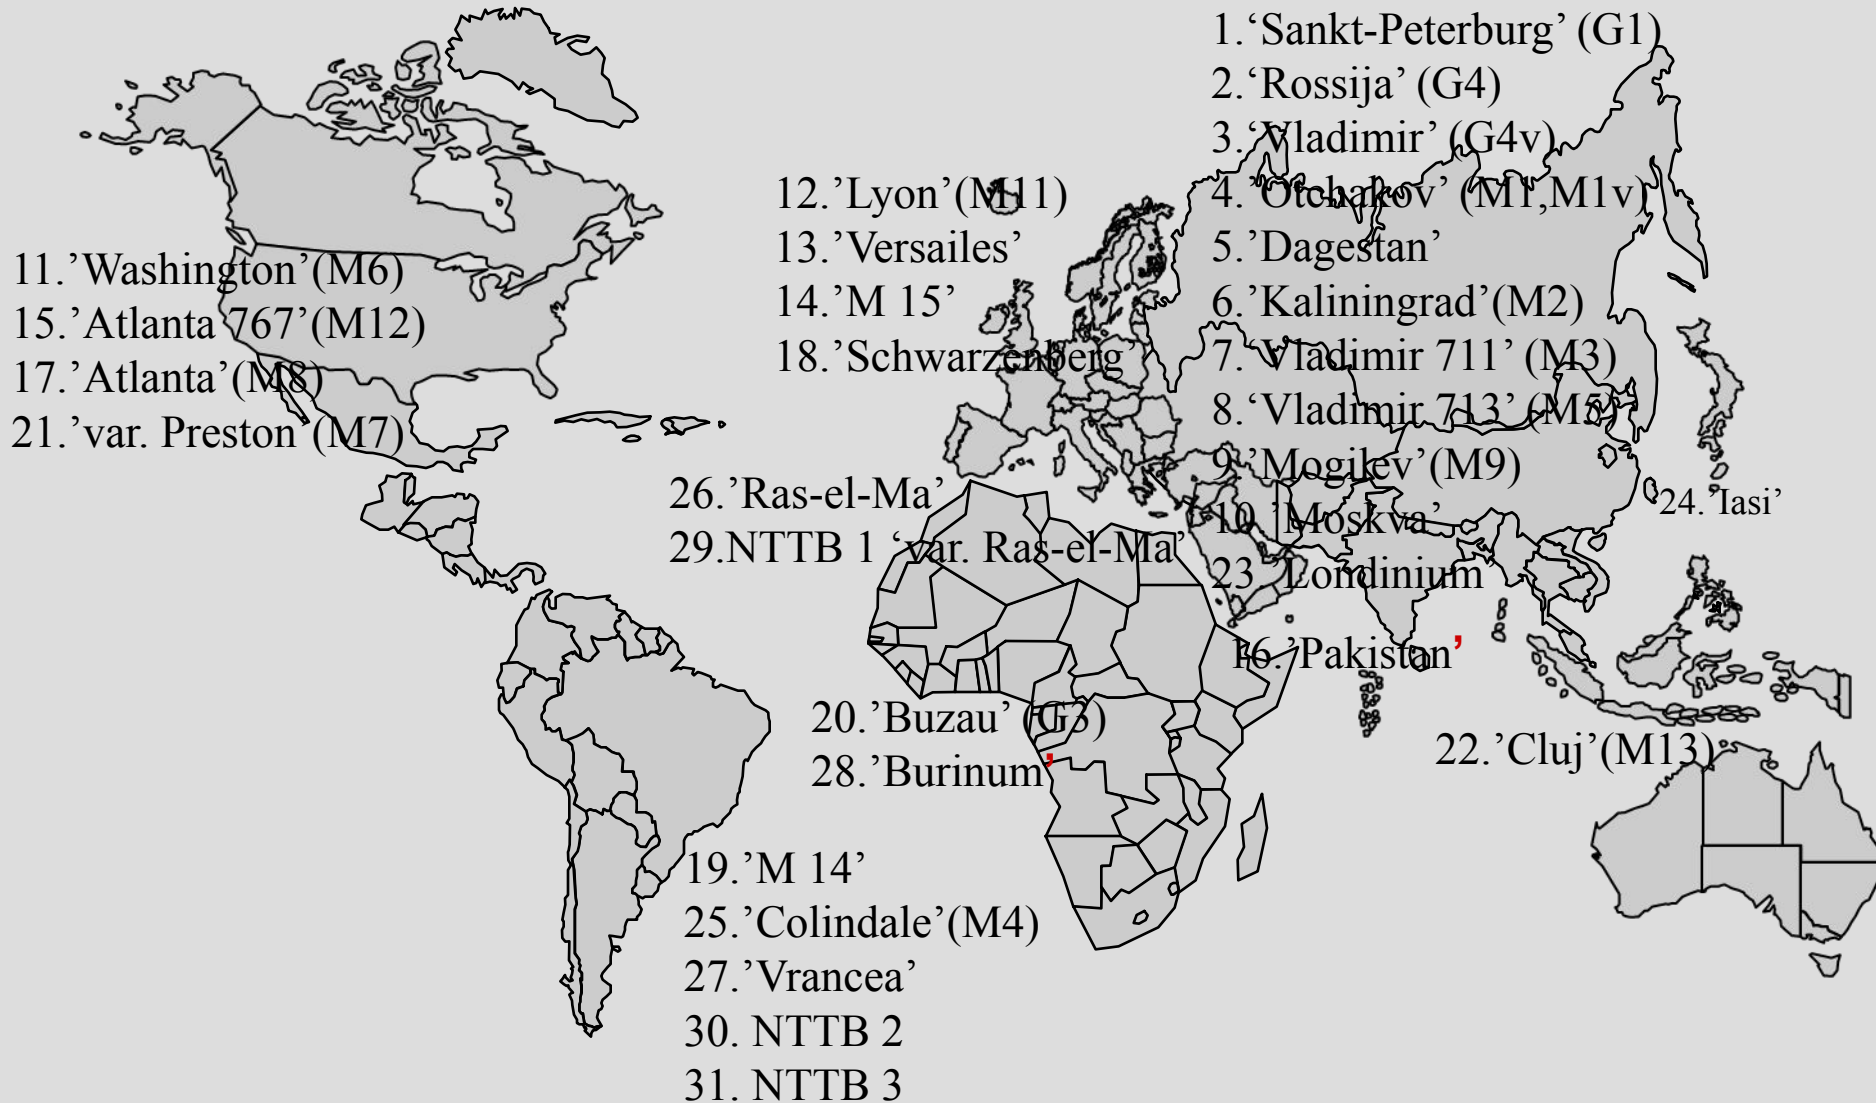 1.‘Sankt-Peterburg’ (G1)
2.‘Rossija’ (G4)
3.‘Vladimir’ (G4v)
4.’Otchakov’ (M1,M1v)
5.’Dagestan’
6.‘Kaliningrad’(M2)
7.‘Vladimir 711’ (M3)
8.‘Vladimir 713’ (M5)
9.’Mogilev’(M9)
10.’Moskva’
23.’Londinium’
16.’Pakistan’
12.’Lyon’(M11)
13.’Versailes’
14.’M 15’
18.’Schwarzenberg’
11.’Washington’(M6)
15.’Atlanta 767’(M12)
17.’Atlanta’(M8)
21.’var. Preston’(M7)
26.’Ras-el-Ma’
29.NTTB 1 ‘var. Ras-el-Ma’
24.’Iasi’
20.’Buzau’ (G3)
28.’Burinum’
22.’Cluj’(M13)
19.’M 14’
25.’Colindale’(M4)
27.’Vrancea’
30. NTTB 2
31. NTTB 3